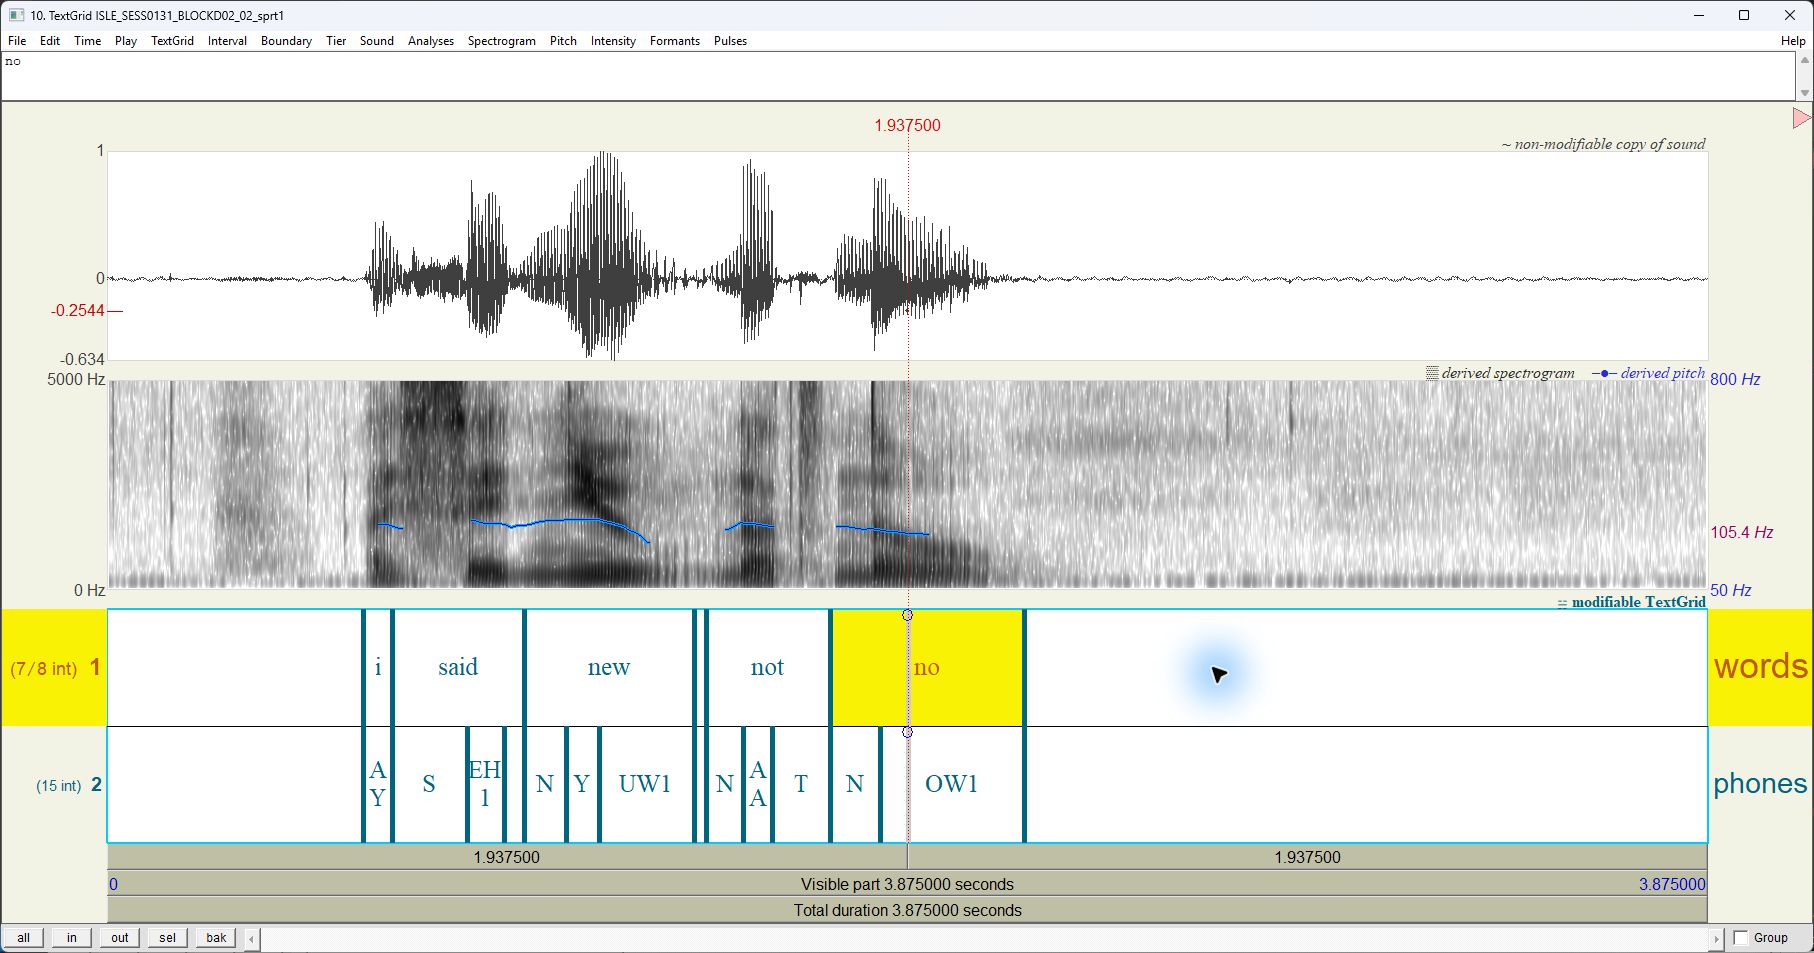 10. TextGrid ISLE_SESS0131_BLOCKD02_02_sprt1
File Edit Time Play TextGrid Interval Boundary Tier Sound Analyses Spectrogram Pitch Intensity Formants Pulses Help
no
1.937500
~ non-modifiable copy of sound
1
0
-0.2544
-0.634
derived spectrogram derived pitch
5000 Hz
800 Hz
105.4 Hz
0 Hz
50 Hz
modifiable TextGrid
(7/8 int) 1 i said new not no words
(15 int) 2 AY S EH1 N Y UW1 N AA T N OW1 phones
1.937500 1.937500
0 Visible part 3.875000 seconds 3.875000
Total duration 3.875000 seconds
all in out sel bak Group